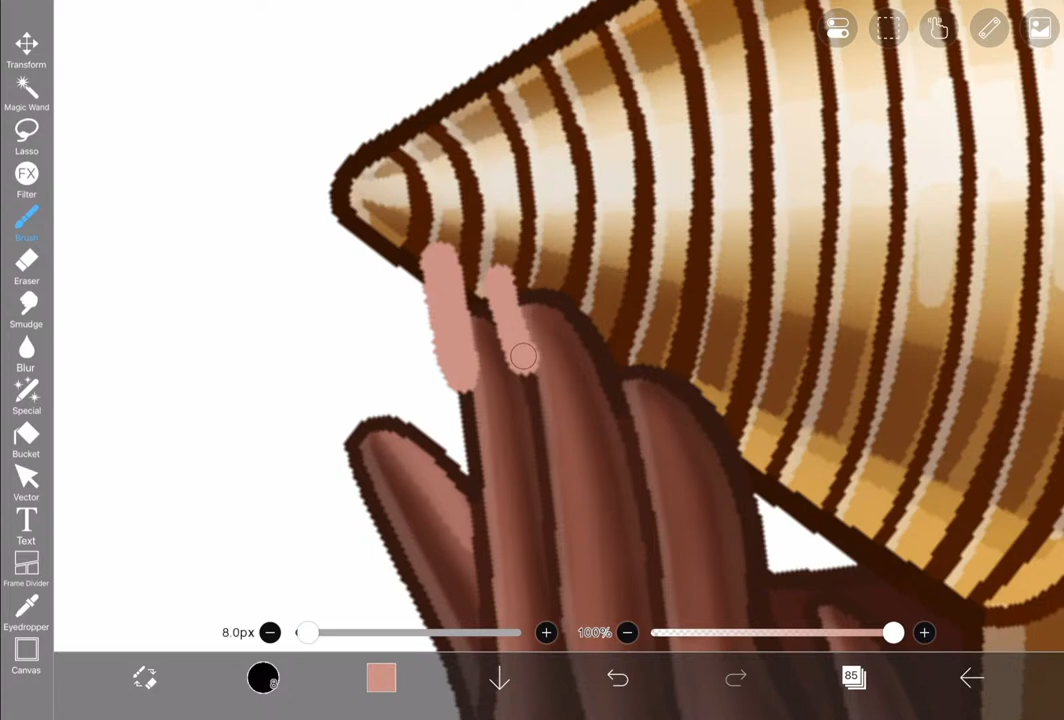 Transform
Magic Wand
Lasso
FX
Filter
Brush
Eraser
Smudge
Blur
Special
Bucket
Vector
T
Text
Frame Divider
Eyedropper
Canvas
8.0px
100%
8
85